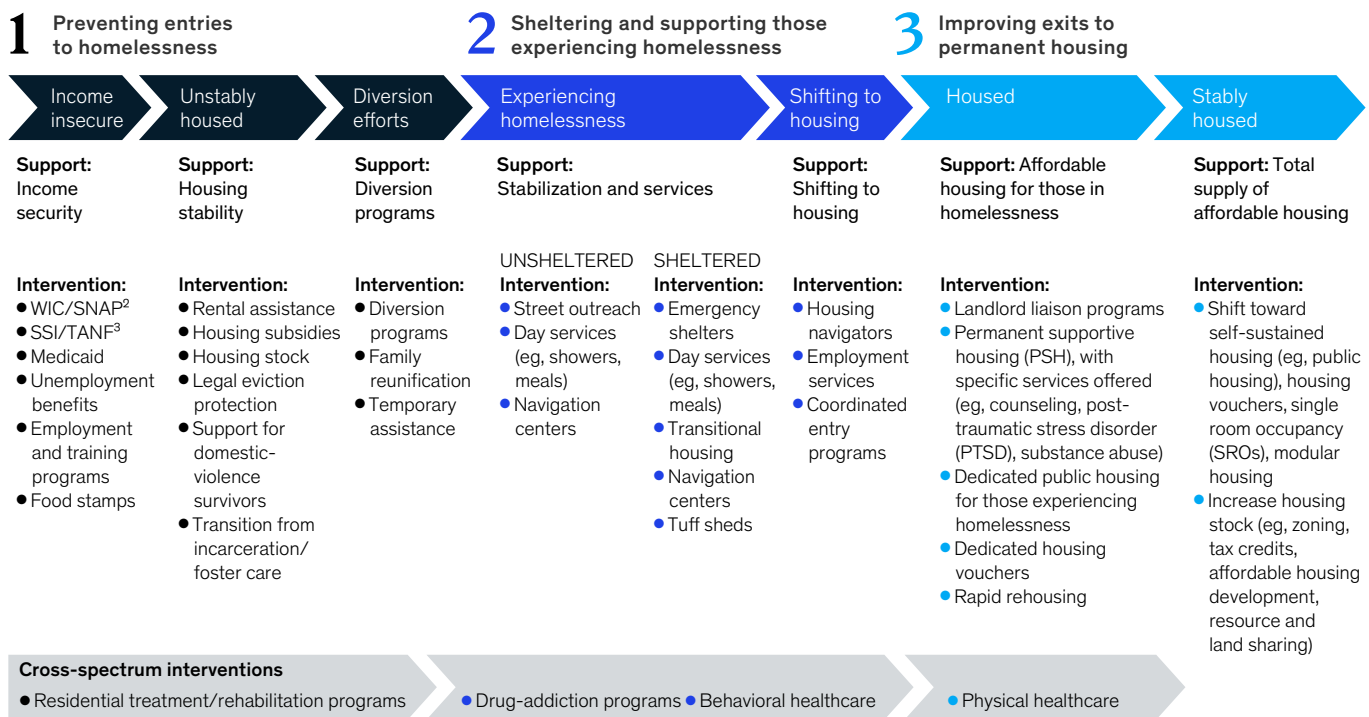 1 Preventing entries
to homelessness
2 Sheltering and supporting those
experiencing homelessness
3 Improving exits to
permanent housing
Income
insecure
Unstably
housed
Diversion
efforts
Experiencing
homelessness
Shifting to
housing
Housed
Stably
housed
Support:
Income
security
Support:
Housing
stability
Support:
Diversion
programs
Support:
Stabilization and services
Support:
Shifting to
housing
Support: Affordable
housing for those in
homelessness
Support: Total
supply of
affordable housing
Intervention:
● WIC/SNAP²
● SSI/TANF³
● Medicaid
● Unemployment
benefits
● Employment
and training
programs
● Food stamps
Intervention:
● Rental assistance
● Housing subsidies
● Housing stock
● Legal eviction
protection
● Support for
domestic-
violence
survivors
● Transition from
incarceration/
foster care
Intervention:
● Diversion
programs
● Family
reunification
● Temporary
assistance
UNSHELTERED
Intervention:
● Street outreach
● Day services
(eg, showers,
meals)
● Navigation
centers
SHELTERED
Intervention:
● Emergency
shelters
● Day services
(eg, showers,
meals)
● Transitional
housing
● Navigation
centers
● Tuff sheds
Intervention:
● Housing
navigators
● Employment
services
● Coordinated
entry
programs
Intervention:
● Landlord liaison programs
● Permanent supportive
housing (PSH), with
specific services offered
(eg, counseling, post-
traumatic stress disorder
(PTSD), substance abuse)
● Dedicated public housing
for those experiencing
homelessness
● Dedicated housing
vouchers
● Rapid rehousing
Intervention:
● Shift toward
self-sustained
housing (eg, public
housing), housing
vouchers, single
room occupancy
(SROs), modular
housing
● Increase housing
stock (eg, zoning,
tax credits,
affordable housing
development,
resource and
land sharing)
Cross-spectrum interventions
● Residential treatment/rehabilitation programs
● Drug-addiction programs ● Behavioral healthcare
● Physical healthcare